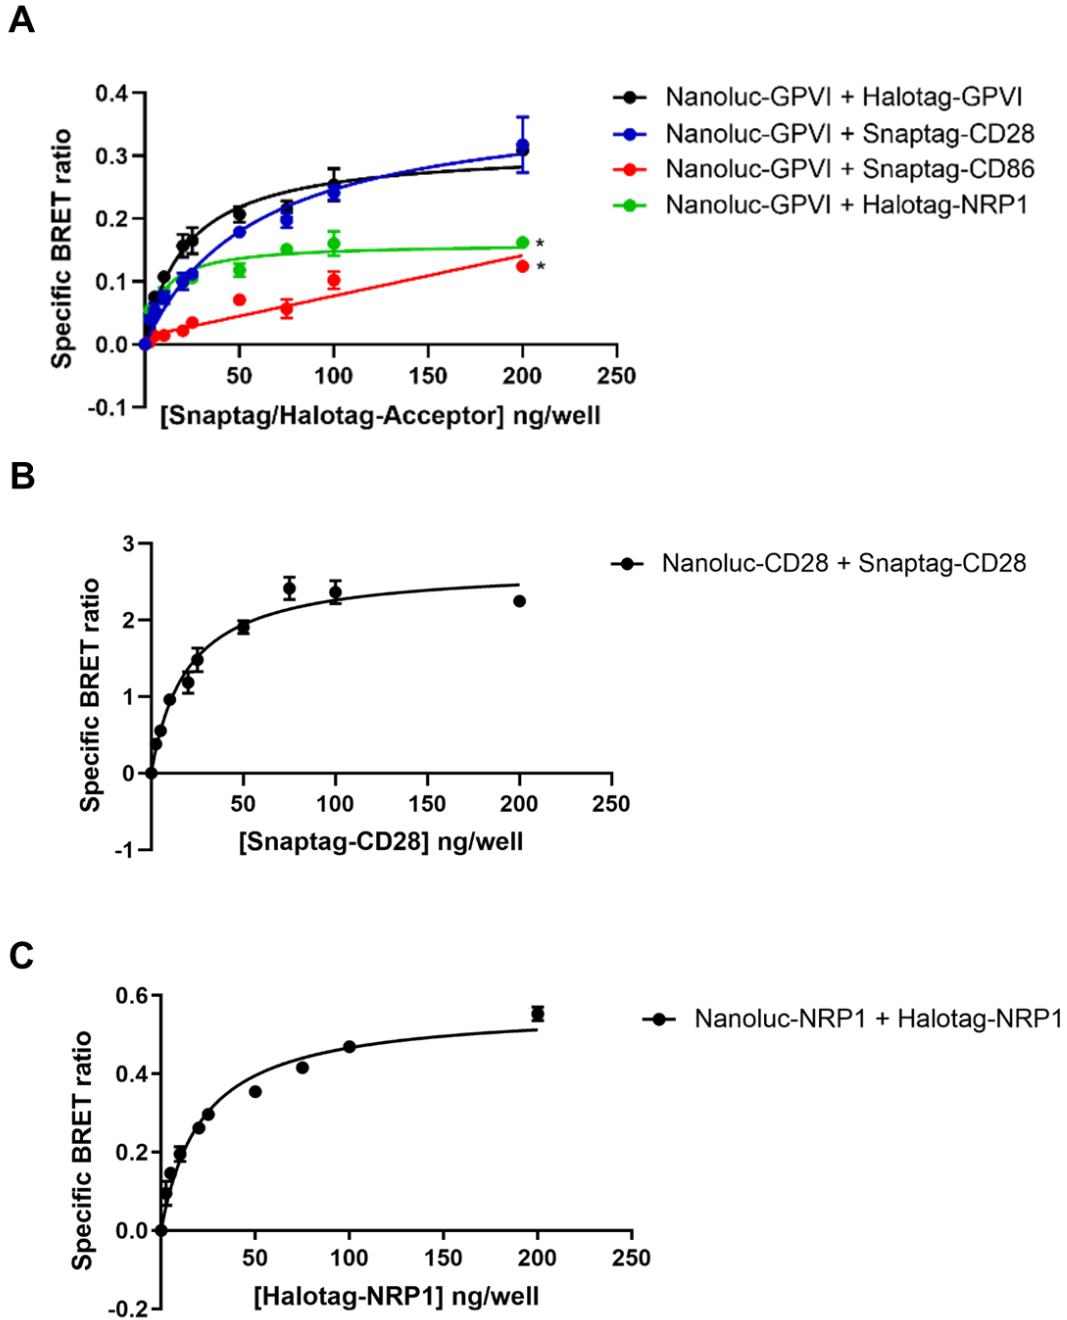 A
Specific BRET ratio
0.4
0.3
0.2
0.1
0.0
-0.1
50 100 150 200 250
[Snaptag/Halotag-Acceptor] ng/well
Nanoluc-GPVI + Halotag-GPVI
Nanoluc-GPVI + Snaptag-CD28
Nanoluc-GPVI + Snaptag-CD86
Nanoluc-GPVI + Halotag-NRP1
*
*
B
Specific BRET ratio
3
2
1
0
-1
50 100 150 200 250
[Snaptag-CD28] ng/well
Nanoluc-CD28 + Snaptag-CD28
C
Specific BRET ratio
0.6
0.4
0.2
0.0
-0.2
50 100 150 200 250
[Halotag-NRP1] ng/well
Nanoluc-NRP1 + Halotag-NRP1